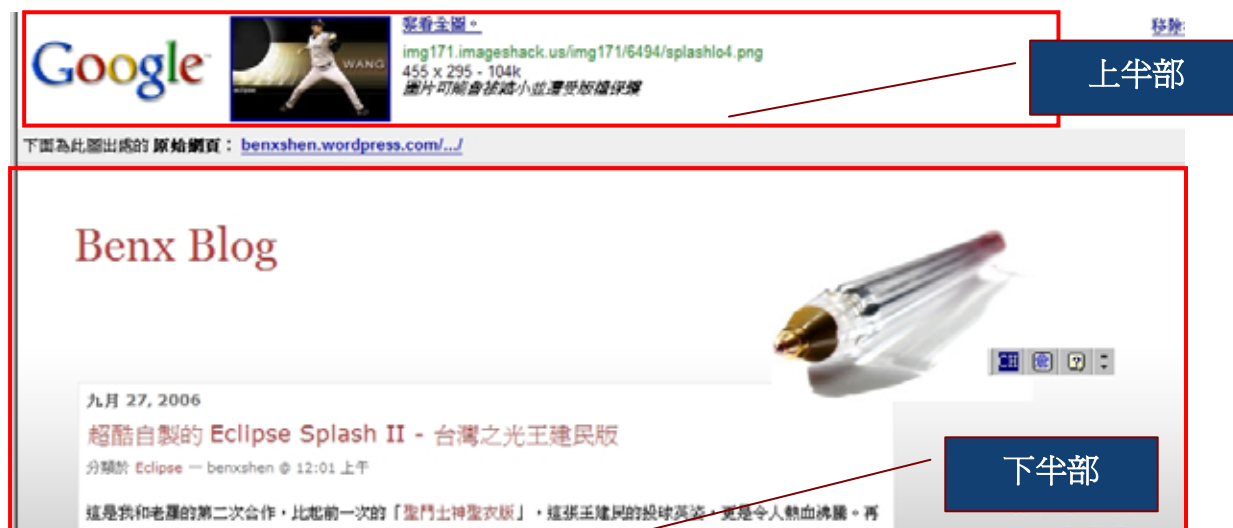 Google™
WANG
eclipse
察看全圖。
移除
img171.imageshack.us/img171/6494/splashlo4.png
455 x 295 - 104k
圖片可能會被縮小並遭受版權保護
上半部
下面為此圖出處的 原始網頁： benxshen.wordpress.com/.../
Benx Blog
CH
九月 27, 2006
超酷自製的 Eclipse Splash II - 台灣之光王建民版
分類於 Eclipse — benxshen @ 12:01 上午
下半部
這是我和老羅的第二次合作，比起前一次的「聖鬥士神聖衣版」，這張王建民的投球英姿，更是令人熱血沸騰。再